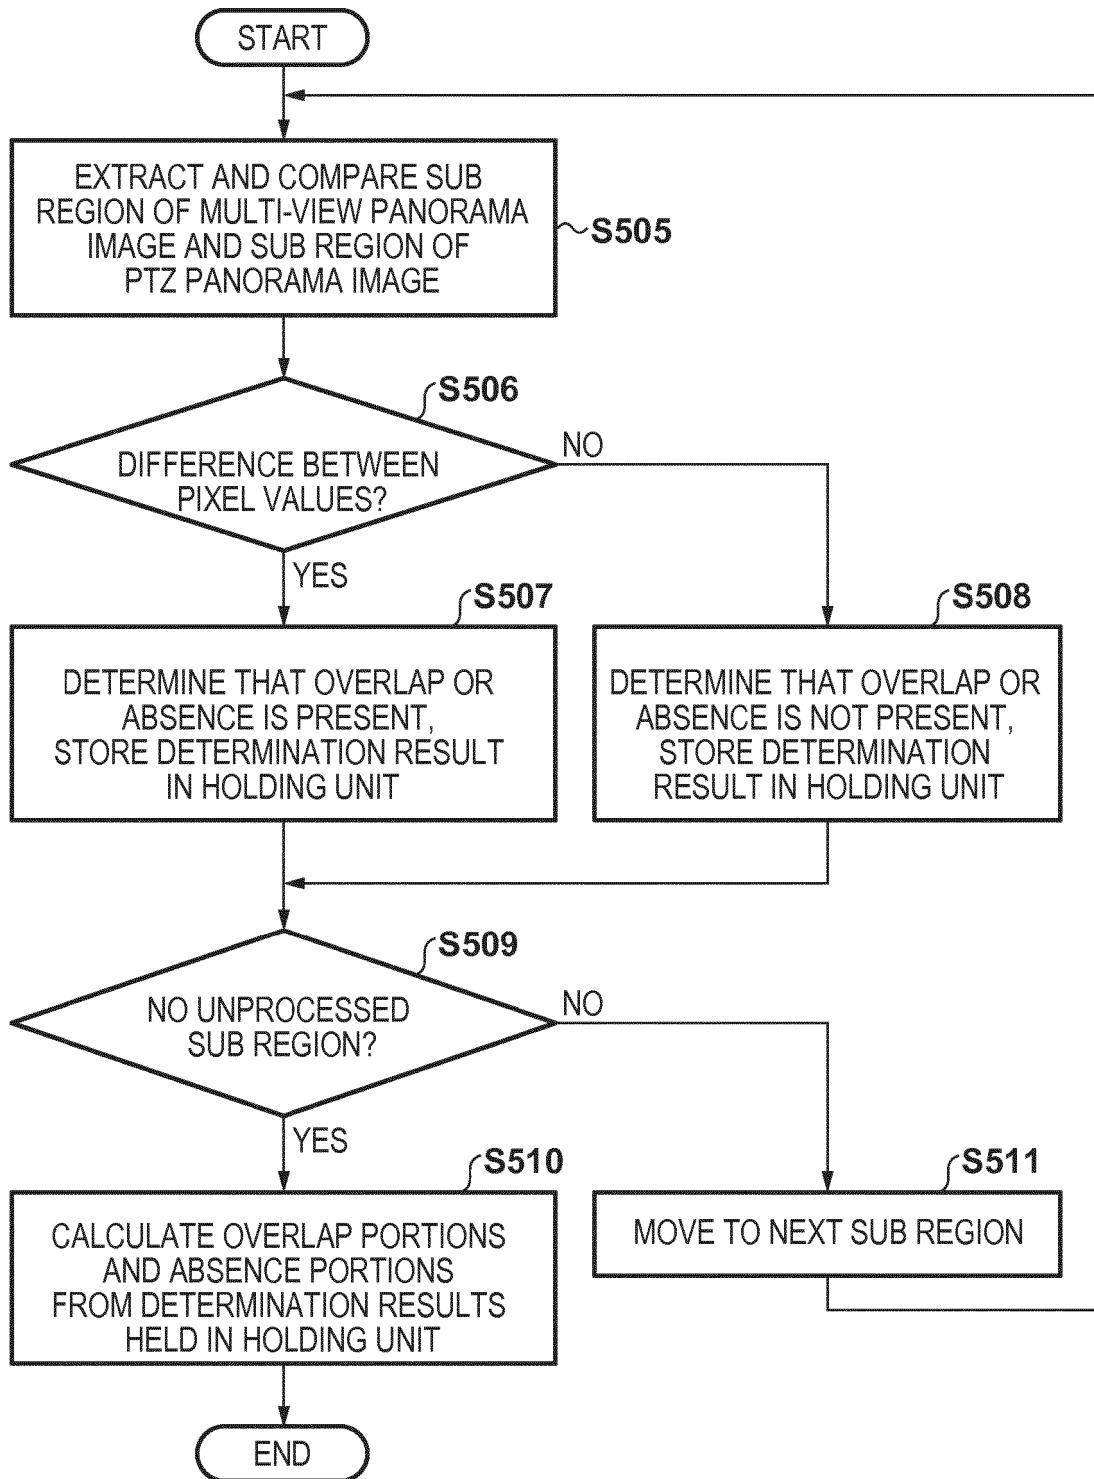 START
EXTRACT AND COMPARE SUB
REGION OF MULTI-VIEW PANORAMA
IMAGE AND SUB REGION OF
PTZ PANORAMA IMAGE
S505
S506
DIFFERENCE BETWEEN
PIXEL VALUES?
NO
YES
S507
DETERMINE THAT OVERLAP OR
ABSENCE IS PRESENT,
STORE DETERMINATION RESULT
IN HOLDING UNIT
S508
DETERMINE THAT OVERLAP OR
ABSENCE IS NOT PRESENT,
STORE DETERMINATION
RESULT IN HOLDING UNIT
S509
NO UNPROCESSED
SUB REGION?
NO
YES
S510
CALCULATE OVERLAP PORTIONS
AND ABSENCE PORTIONS
FROM DETERMINATION RESULTS
HELD IN HOLDING UNIT
S511
MOVE TO NEXT SUB REGION
END